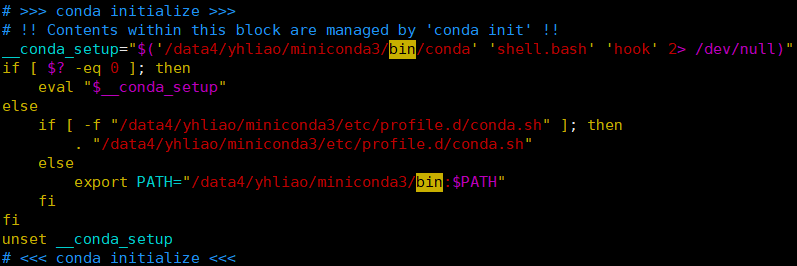 # >>> conda initialize >>>
# !! Contents within this block are managed by 'conda init' !!
__conda_setup="$('/data4/yhliao/miniconda3/bin/conda' 'shell.bash' 'hook' 2> /dev/null)"
if [ $? -eq 0 ]; then
    eval "$__conda_setup"
else
    if [ -f "/data4/yhliao/miniconda3/etc/profile.d/conda.sh" ]; then
        . "/data4/yhliao/miniconda3/etc/profile.d/conda.sh"
    else
        export PATH="/data4/yhliao/miniconda3/bin:$PATH"
    fi
fi
unset __conda_setup
# <<< conda initialize <<<